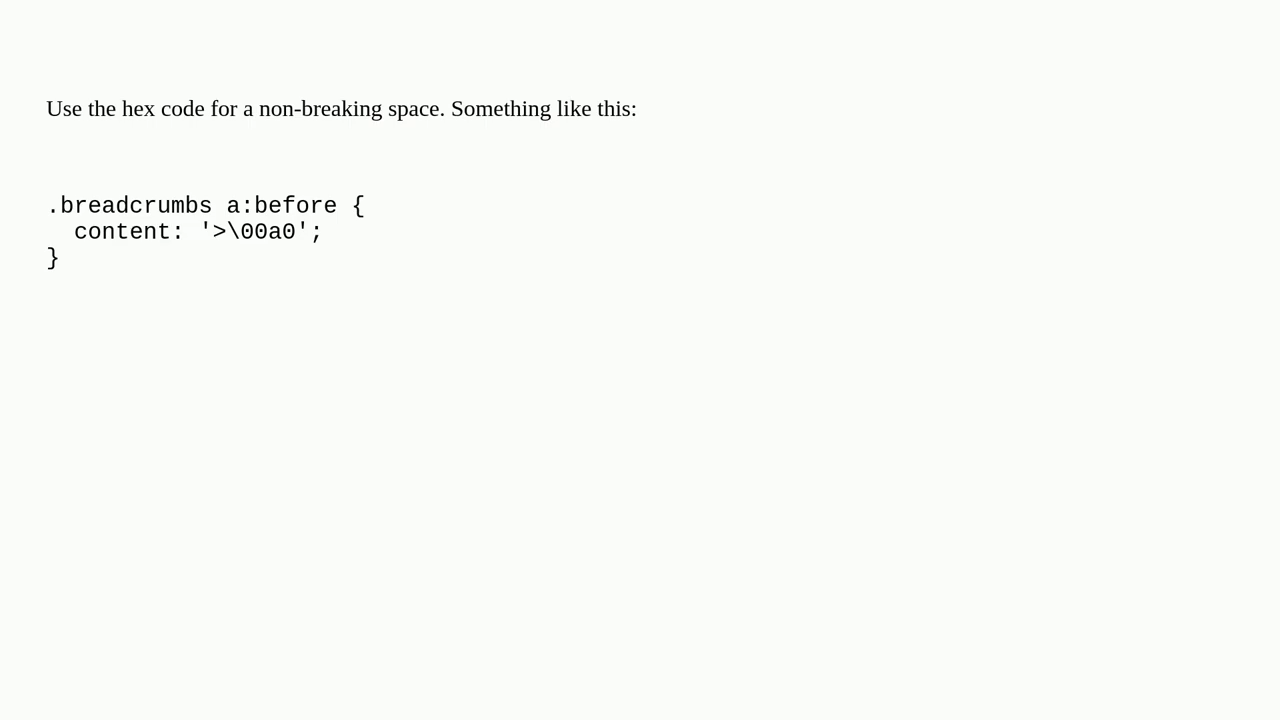 Use the hex code for a non-breaking space. Something like this:
.breadcrumbs a:before {
  content: '>\00a0';
}